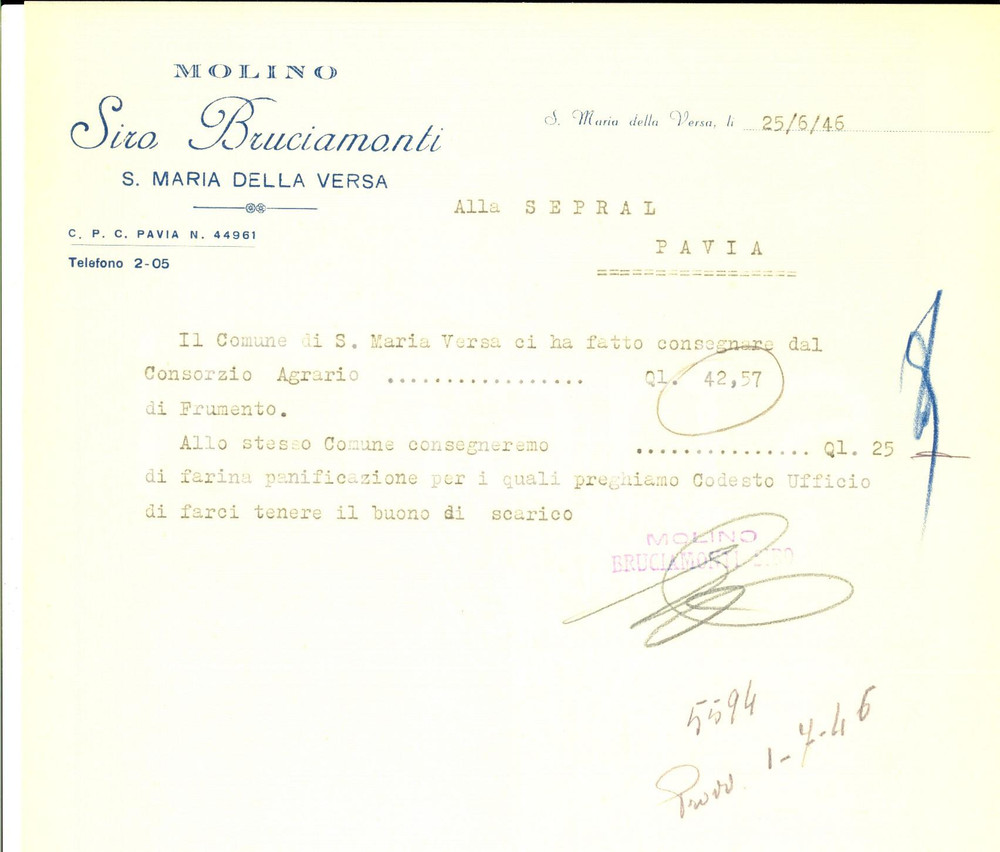 MOLINO
Siro Bruciamonti
S. MARIA DELLA VERSA
C. P. C. PAVIA N. 44961
Telefono 2-05
S. Maria della Versa, li 25/6/46
Alla S E P R A L
P A V I A
=================
Il Comune di S. Maria Versa ci ha fatto consegnare dal
Consorzio Agrario ................. Ql. 42,57
di Frumento.
Allo stesso Comune consegneremo ............... Ql. 25
di farina panificazione per i quali preghiamo Codesto Ufficio
di farci tenere il buono di scarico
MOLINO
BRUCIAMONTI SIRO
5594
1-7-46